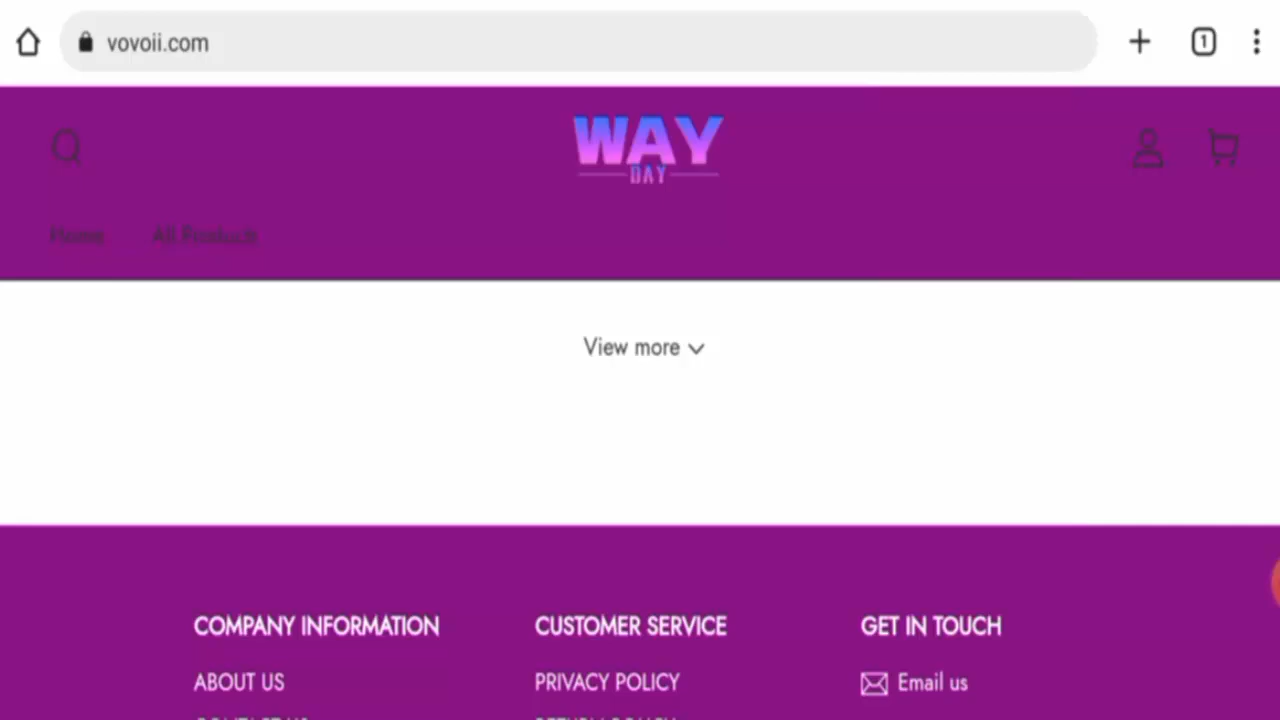 vovoii.com
1
WAY
DAY
Home All Products
View more
COMPANY INFORMATION CUSTOMER SERVICE GET IN TOUCH
ABOUT US PRIVACY POLICY Email us